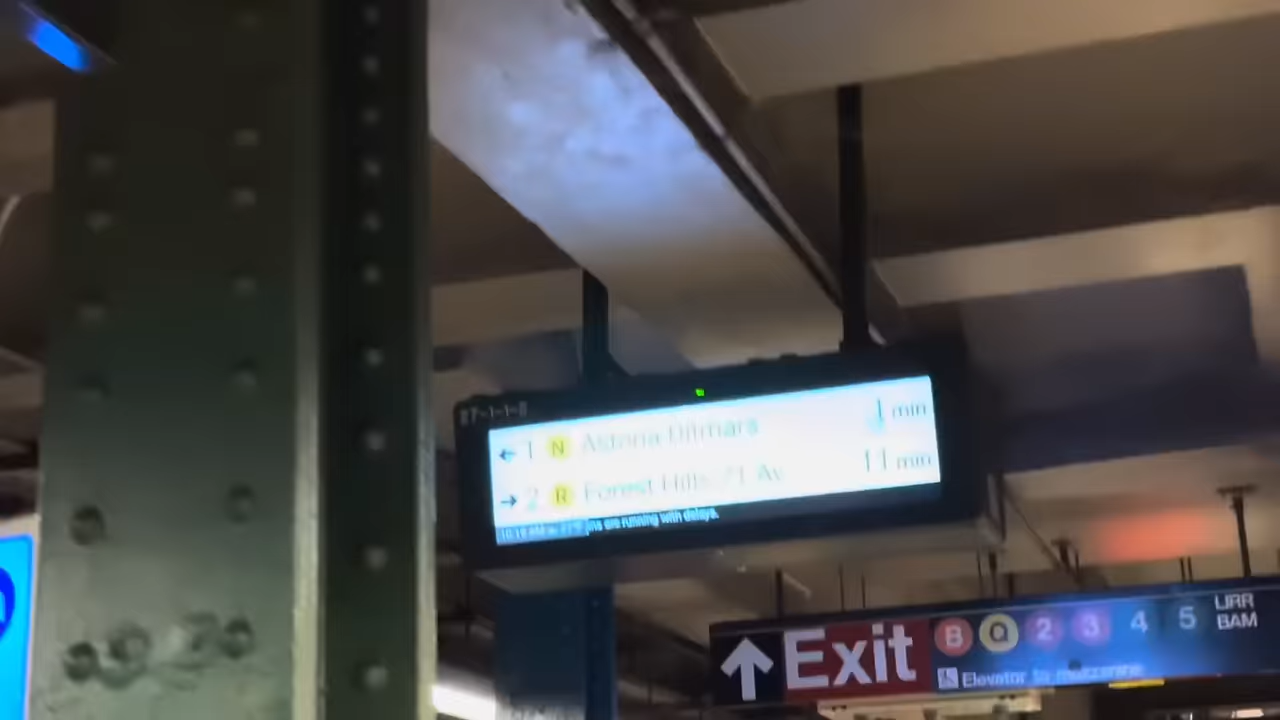 ← 1 N Astoria Ditmars 1 min
→ 2 R Forest Hills-71 Av 11 min
are running with delays.
Exit B Q 2 3 4 5 LIRR
BAM
Elevator to mezzanine